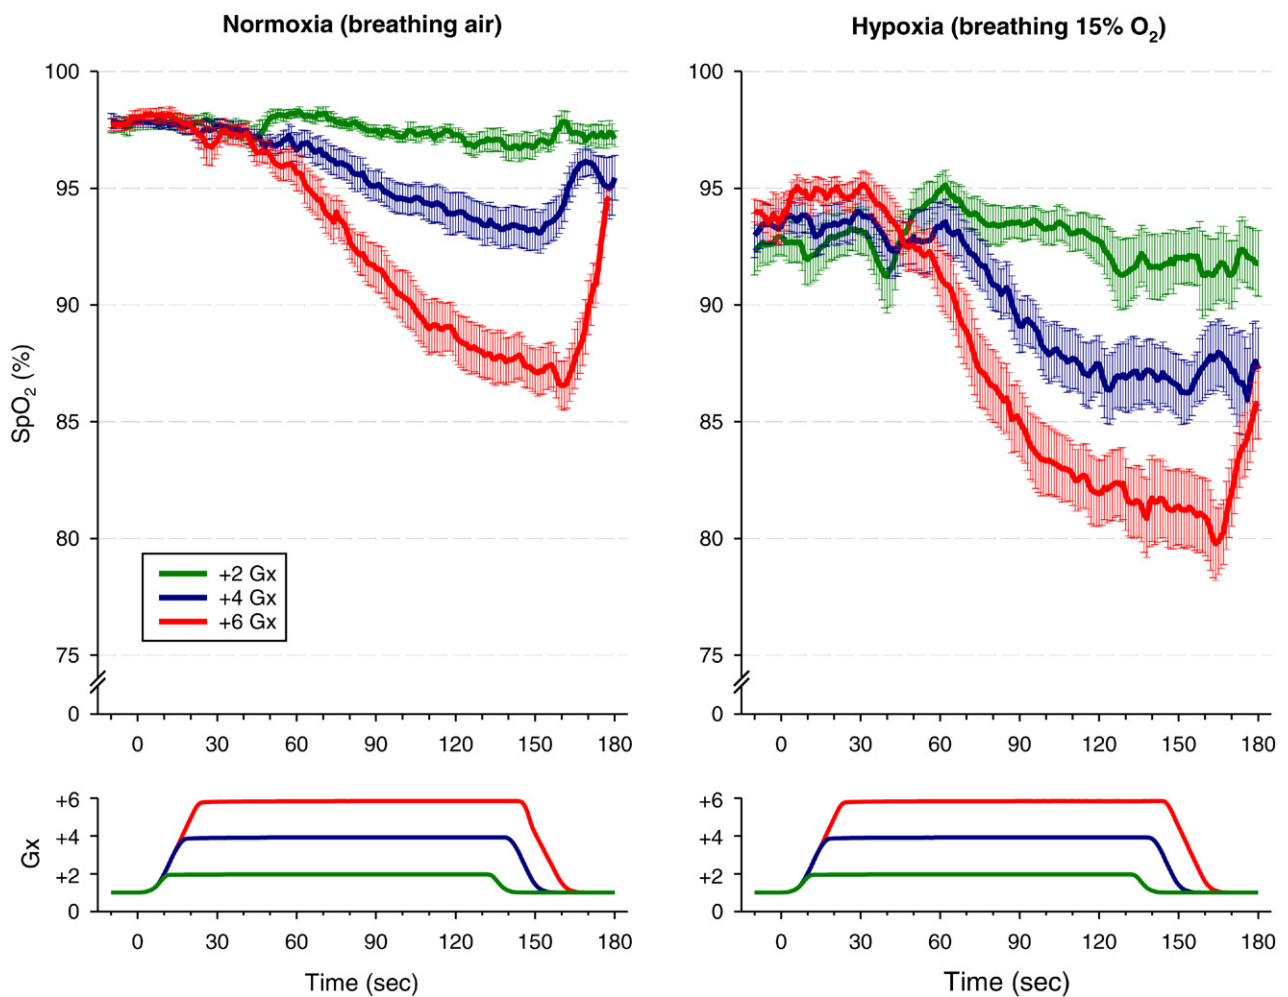 Normoxia (breathing air)
Hypoxia (breathing 15% O₂)
100
95
90
85
80
75
0
SpO₂ (%)
+2 Gx
+4 Gx
+6 Gx
0 30 60 90 120 150 180
100
95
90
85
80
75
0
0 30 60 90 120 150 180
+6
+4
+2
0
Gx
0 30 60 90 120 150 180
Time (sec)
+6
+4
+2
0
0 30 60 90 120 150 180
Time (sec)